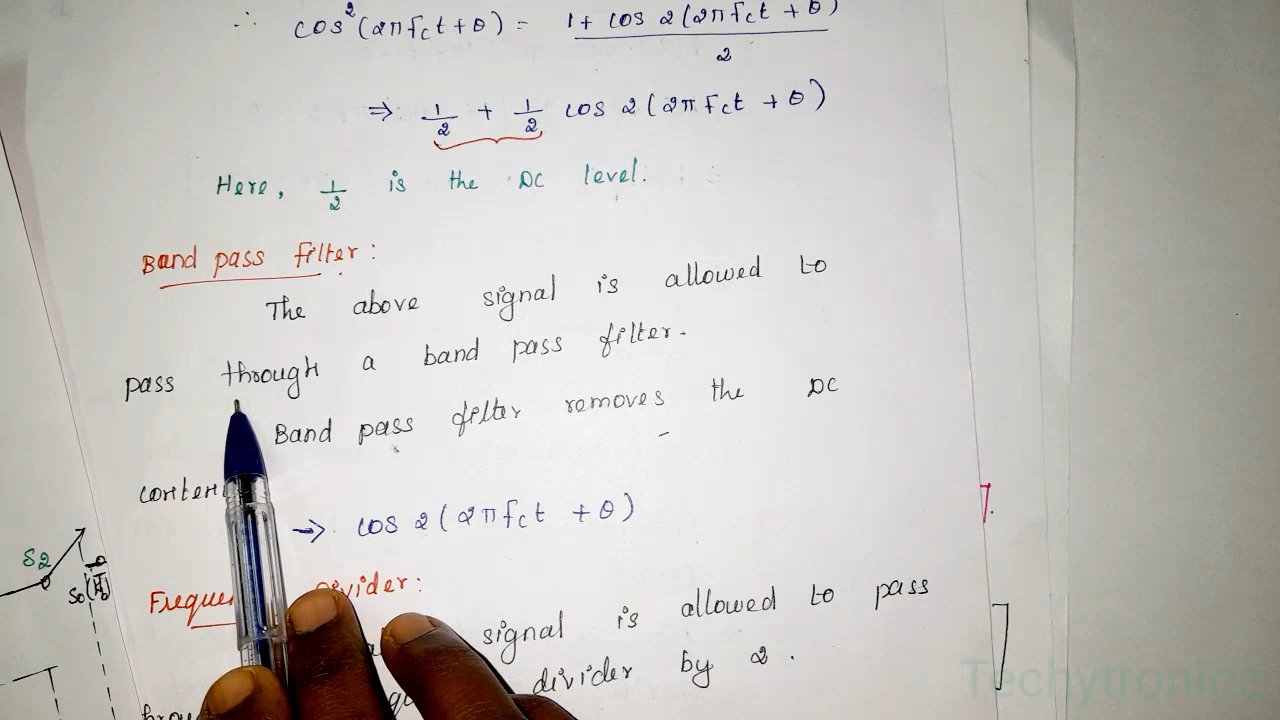 ∴ cos²(2πfct+θ) = 1 + cos 2(2πfct + θ) / 2
⇒ 1/2 + 1/2 cos 2(2πfct + θ)
Here, 1/2 is the DC level.
Band pass filter:
The above signal is allowed to
pass through a band pass filter.
Band pass filter removes the DC
→ cos 2(2πfct + θ)
signal is allowed to pass
divider by 2.
S2
Techytronicz